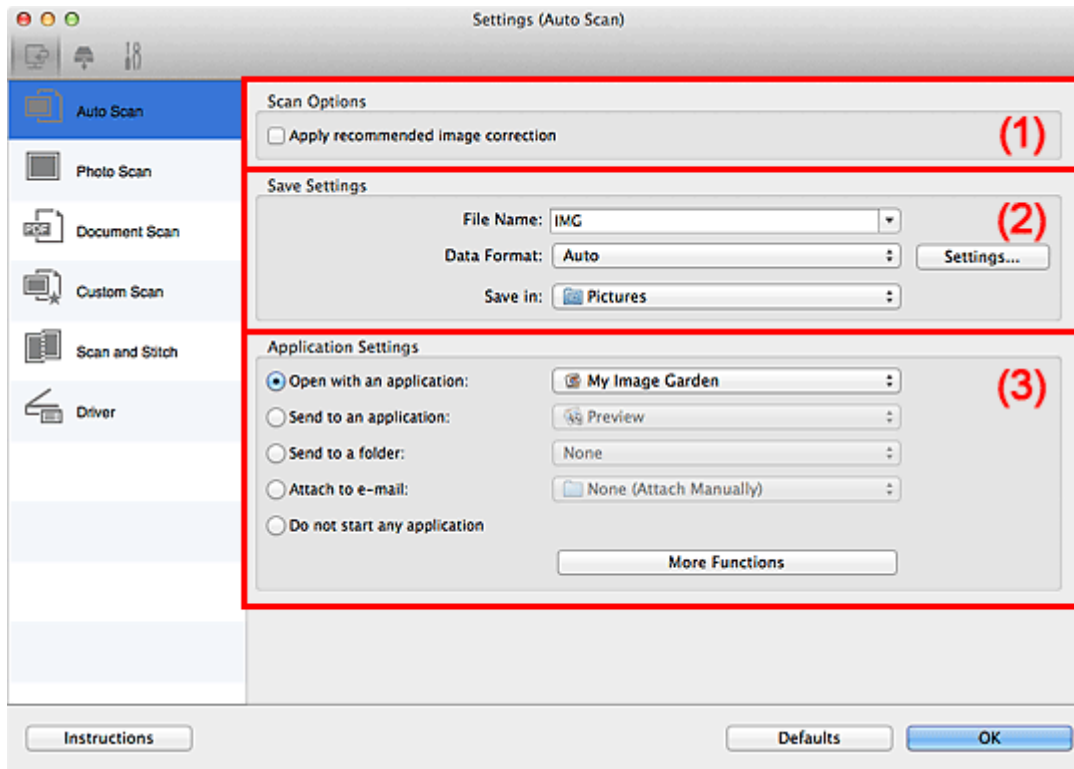 Settings (Auto Scan)
Auto Scan
Photo Scan
PDF
Document Scan
Custom Scan
Scan and Stitch
Driver
Scan Options
Apply recommended image correction
(1)
Save Settings
(2)
File Name: IMG
Data Format: Auto Settings...
Save in: Pictures
Application Settings
(3)
Open with an application: My Image Garden
Send to an application: Preview
Send to a folder: None
Attach to e-mail: None (Attach Manually)
Do not start any application
More Functions
Instructions Defaults OK